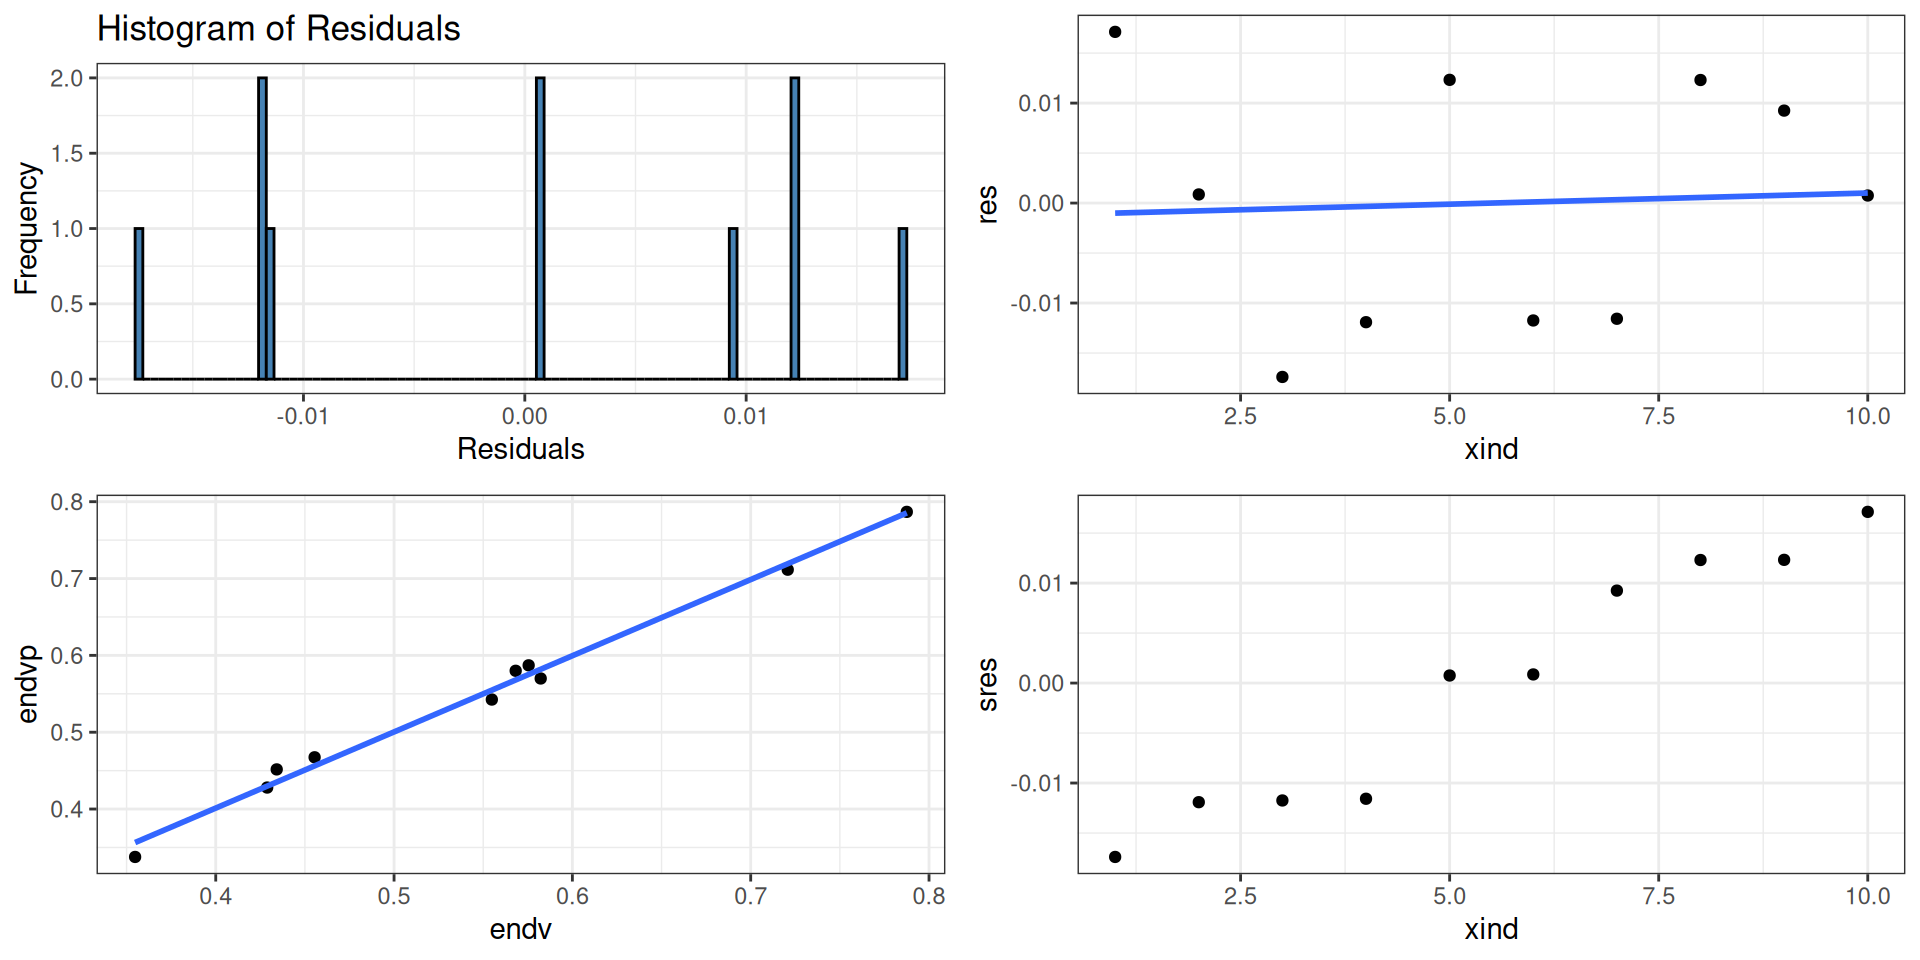 Histogram of Residuals
2.0
1.5
1.0
0.5
0.0
Frequency
-0.01 0.00 0.01
Residuals
0.01
0.00
-0.01
res
2.5 5.0 7.5 10.0
xind
0.8
0.7
0.6
0.5
0.4
endvp
0.4 0.5 0.6 0.7 0.8
endv
0.01
0.00
-0.01
sres
2.5 5.0 7.5 10.0
xind